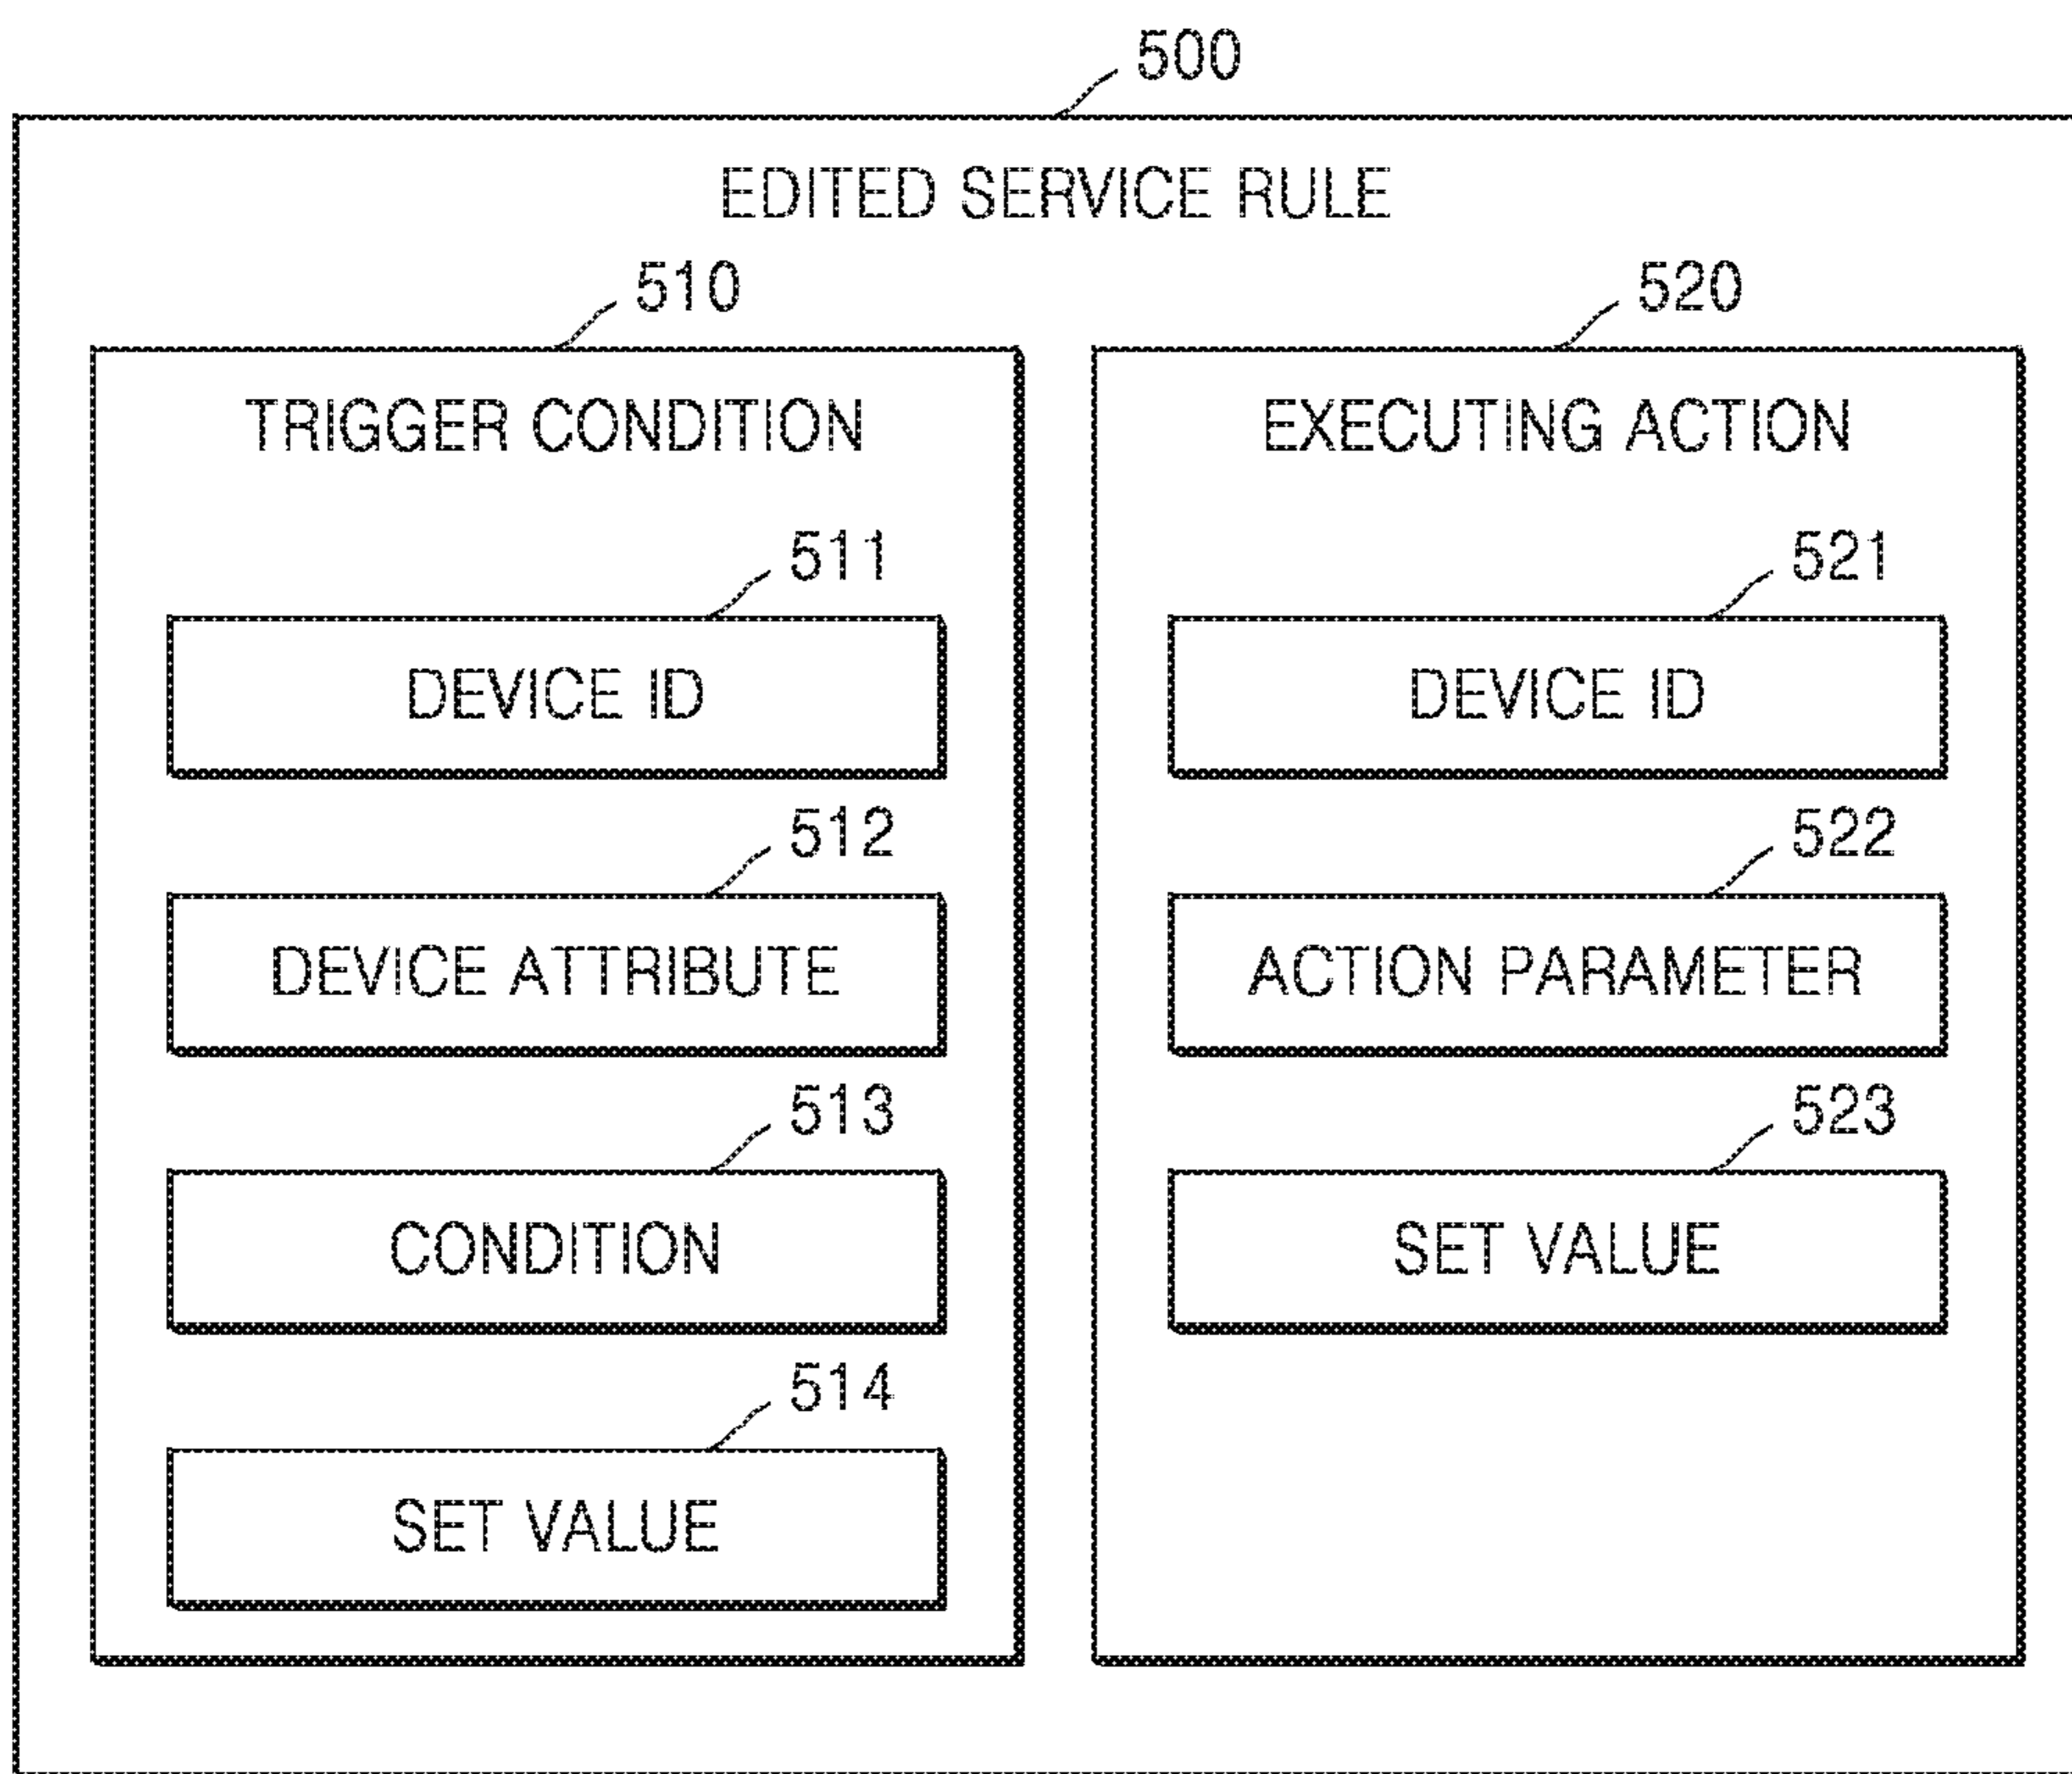 500
EDITED SERVICE RULE
510
TRIGGER CONDITION
511
DEVICE ID
512
DEVICE ATTRIBUTE
513
CONDITION
514
SET VALUE
520
EXECUTING ACTION
521
DEVICE ID
522
ACTION PARAMETER
523
SET VALUE